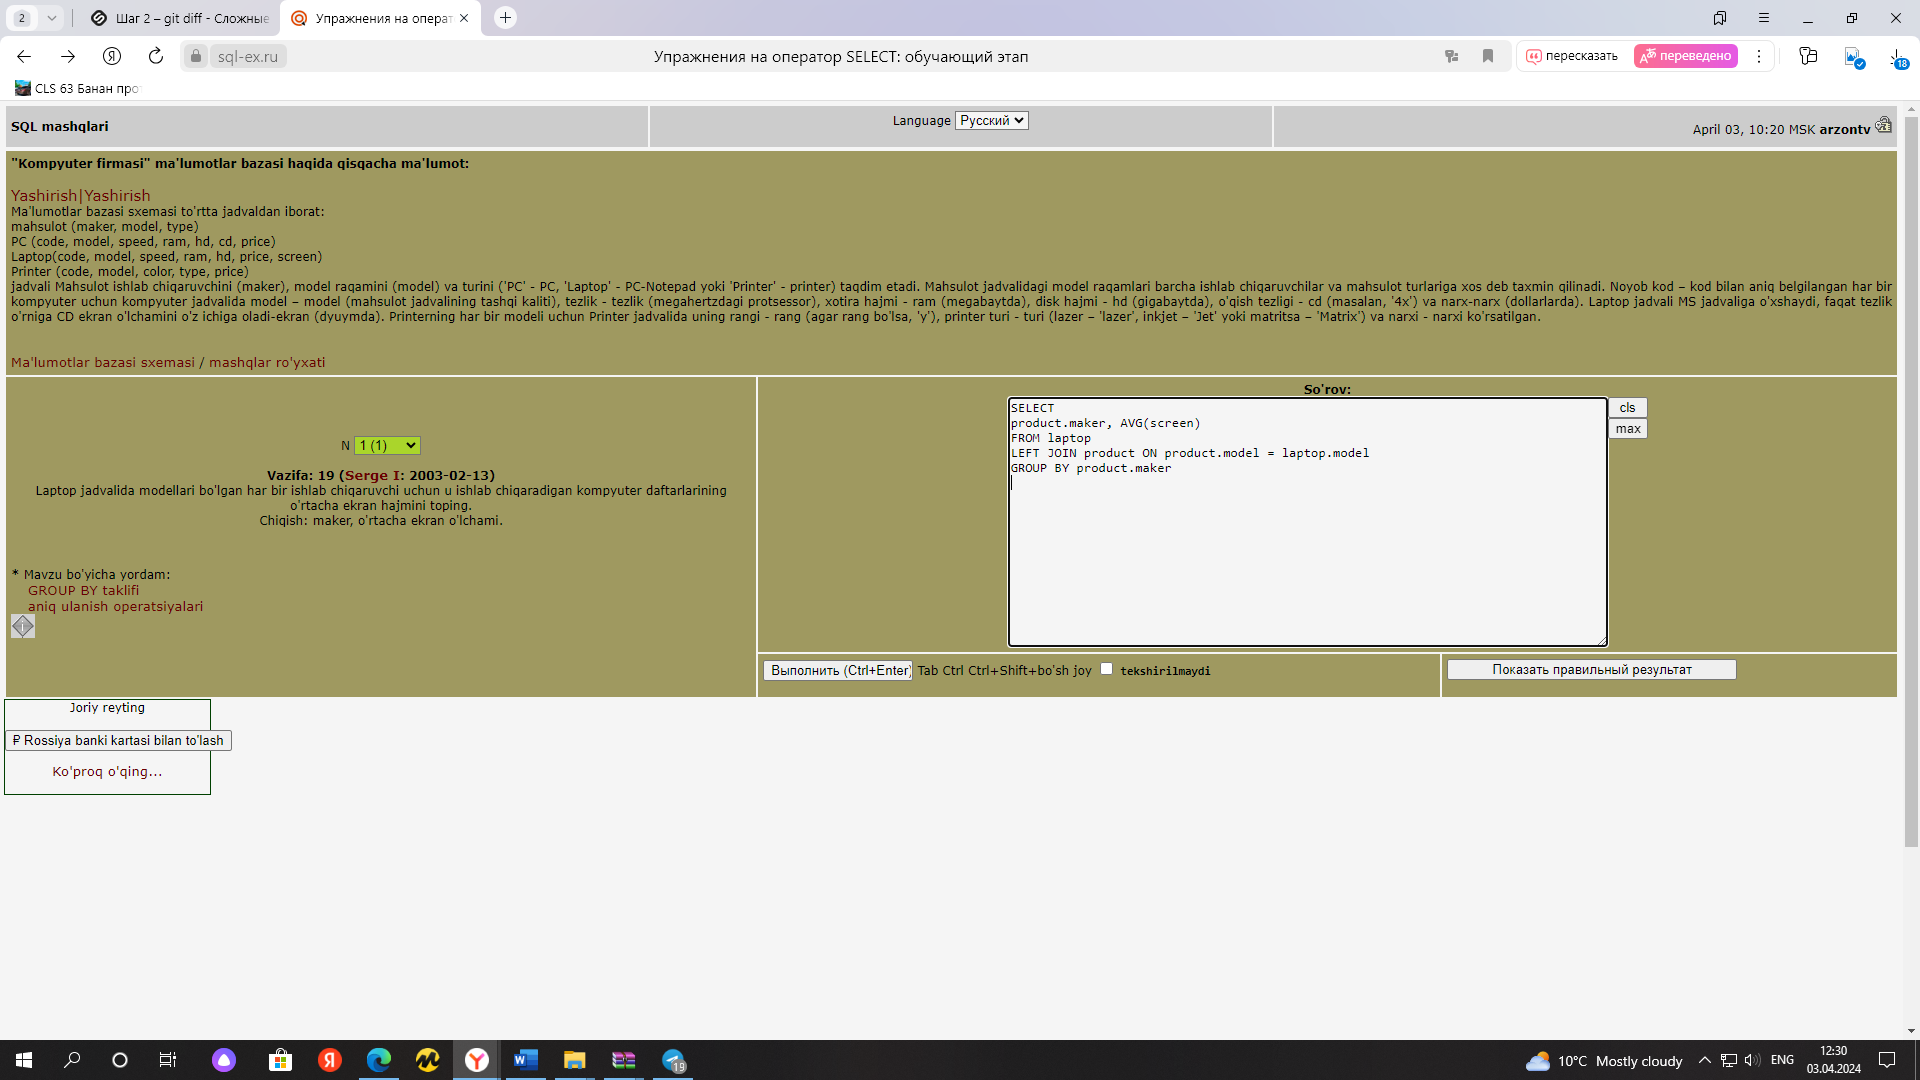 2
Шаг 2 – git diff - Сложные
Упражнения на операт
sql-ex.ru
Упражнения на оператор SELECT: обучающий этап
пересказать
переведено
18
CLS 63 Банан про
SQL mashqlari
Language Русский
April 03, 10:20 MSK arzontv
"Kompyuter firmasi" ma'lumotlar bazasi haqida qisqacha ma'lumot:
Yashirish|Yashirish
Ma'lumotlar bazasi sxemasi to'rtta jadvaldan iborat:
mahsulot (maker, model, type)
PC (code, model, speed, ram, hd, cd, price)
Laptop(code, model, speed, ram, hd, price, screen)
Printer (code, model, color, type, price)
jadvali Mahsulot ishlab chiqaruvchini (maker), model raqamini (model) va turini ('PC' - PC, 'Laptop' - PC-Notepad yoki 'Printer' - printer) taqdim etadi. Mahsulot jadvalidagi model raqamlari barcha ishlab chiqaruvchilar va mahsulot turlariga xos deb taxmin qilinadi. Noyob kod – kod bilan aniq belgilangan har bir
kompyuter uchun kompyuter jadvalida model – model (mahsulot jadvalining tashqi kaliti), tezlik - tezlik (megahertzdagi protsessor), xotira hajmi - ram (megabaytda), disk hajmi - hd (gigabaytda), o'qish tezligi - cd (masalan, '4x') va narx-narx (dollarlarda). Laptop jadvali MS jadvaliga o'xshaydi, faqat tezlik
o'rniga CD ekran o'lchamini o'z ichiga oladi-ekran (dyuymda). Printerning har bir modeli uchun Printer jadvalida uning rangi - rang (agar rang bo'lsa, 'y'), printer turi - turi (lazer – 'lazer', inkjet – 'Jet' yoki matritsa – 'Matrix') va narxi - narxi ko'rsatilgan.
Ma'lumotlar bazasi sxemasi / mashqlar ro'yxati
N 1 (1)
Vazifa: 19 (Serge I: 2003-02-13)
Laptop jadvalida modellari bo'lgan har bir ishlab chiqaruvchi uchun u ishlab chiqaradigan kompyuter daftarlarining
o'rtacha ekran hajmini toping.
Chiqish: maker, o'rtacha ekran o'lchami.
* Mavzu bo'yicha yordam:
GROUP BY taklifi
aniq ulanish operatsiyalari
So'rov:
SELECT
product.maker, AVG(screen)
FROM laptop
LEFT JOIN product ON product.model = laptop.model
GROUP BY product.maker
cls
max
Выполнить (Ctrl+Enter) Tab Ctrl Ctrl+Shift+bo'sh joy tekshirilmaydi
Показать правильный результат
Joriy reyting
₽ Rossiya banki kartasi bilan to'lash
Ko'proq o'qing...
19
10°C Mostly cloudy
ENG
12:30
03.04.2024